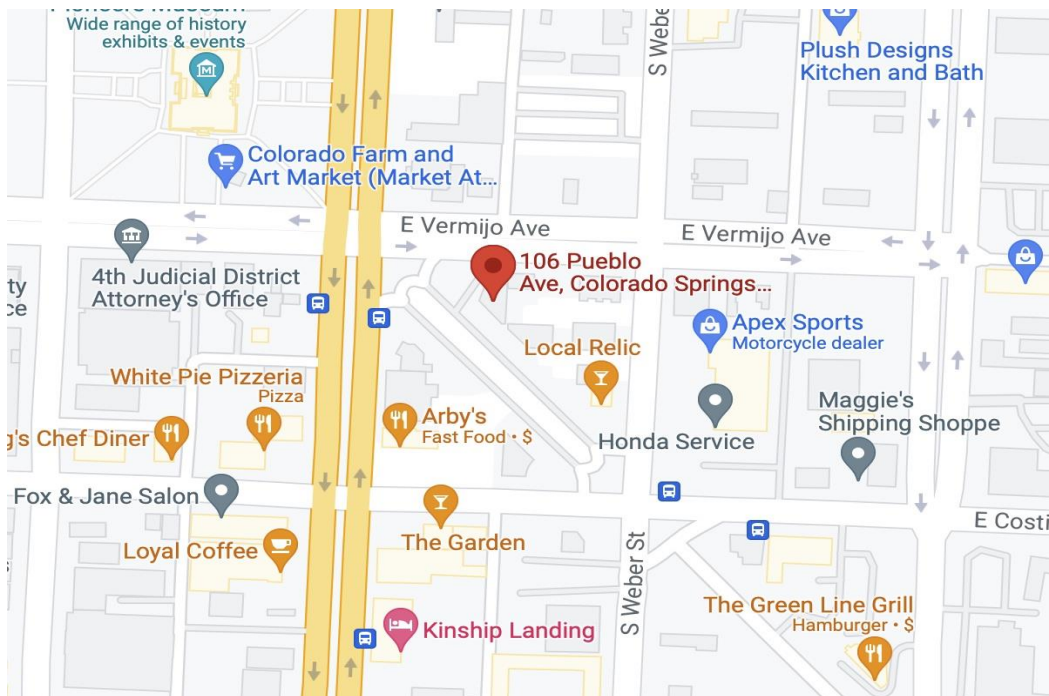 Pioneers Museum
Wide range of history
exhibits & events
Colorado Farm and
Art Market (Market At...
4th Judicial District
Attorney's Office
S Weber
Plush Designs
Kitchen and Bath
E Vermijo Ave
E Vermijo Ave
106 Pueblo
Ave, Colorado Springs...
Apex Sports
Motorcycle dealer
Local Relic
White Pie Pizzeria
Pizza
Arby's
Fast Food • $
Honda Service
Maggie's
Shipping Shoppe
g's Chef Diner
Fox & Jane Salon
Loyal Coffee
The Garden
E Costi
S Weber St
Kinship Landing
The Green Line Grill
Hamburger • $